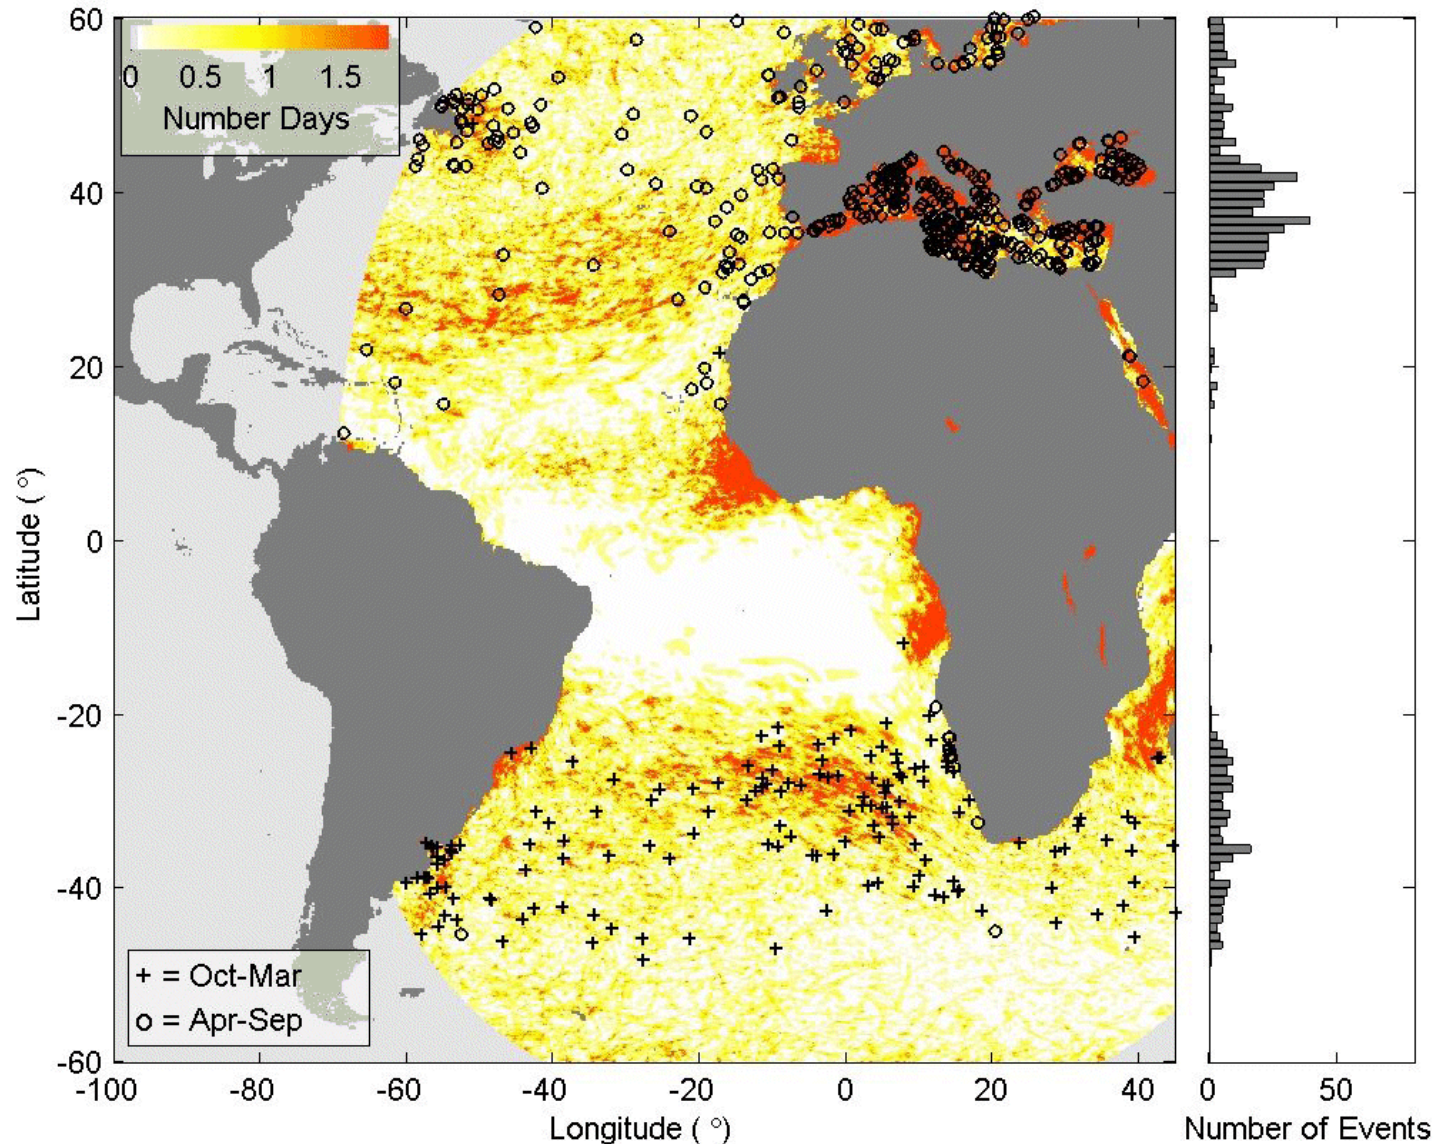 0 0.5 1 1.5
Number Days
60
40
20
0
-20
-40
-60
Latitude ( °)
+ = Oct-Mar
o = Apr-Sep
-100 -80 -60 -40 -20 0 20 40
Longitude ( °)
0 50
Number of Events